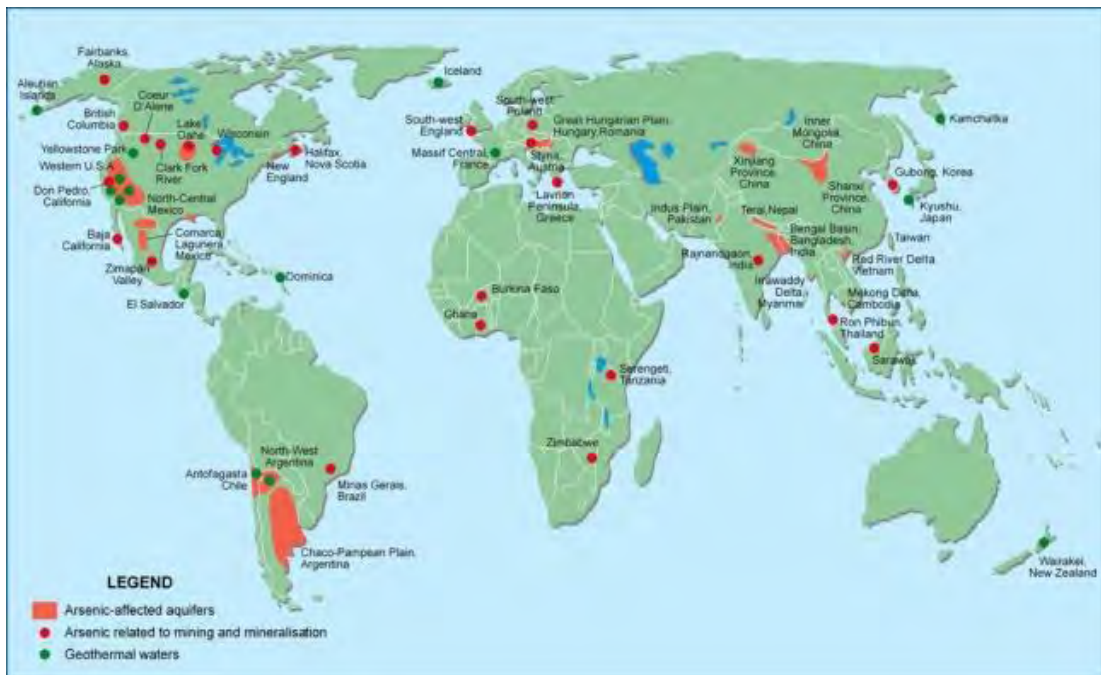 Fairbanks,
Alaska
Aleutian
Islands
Coeur
D'Alene
British
Columbia
Lake
Oahe
Wisconsin
Yellowstone Park
Western U.S.A
Clark Fork
River
New
England
Halifax,
Nova Scotia
Don Pedro,
California
North-Central
Mexico
Baja
California
Comarca
Lagunera,
Mexico
Zimapan
Valley
El Salvador
Dominica
Iceland
South-west
Poland
South-west
England
Great Hungarian Plain,
Hungary,Romania
Massif Central,
France
Styria,
Austria
Lavrion
Peninsula,
Greece
Inner
Mongolia,
China
Kamchatka
Xinjiang
Province,
China
Shanxi
Province,
China
Gubong, Korea
Kyushu,
Japan
Indus Plain,
Pakistan
Terai,Nepal
Bengal Basin,
Bangladesh,
India
Taiwan
Rajnandgaon,
India
Red River Delta
Vietnam
Irrawaddy
Delta,
Myanmar
Mekong Delta,
Cambodia
Ron Phibun,
Thailand
Sarawak
Burkina Faso
Ghana
Serengeti,
Tanzania
Zimbabwe
North-West
Argentina
Antofagasta
Chile
Minas Gerais,
Brazil
Chaco-Pampean Plain,
Argentina
Wairakei,
New Zealand
LEGEND
Arsenic-affected aquifers
Arsenic related to mining and mineralisation
Geothermal waters